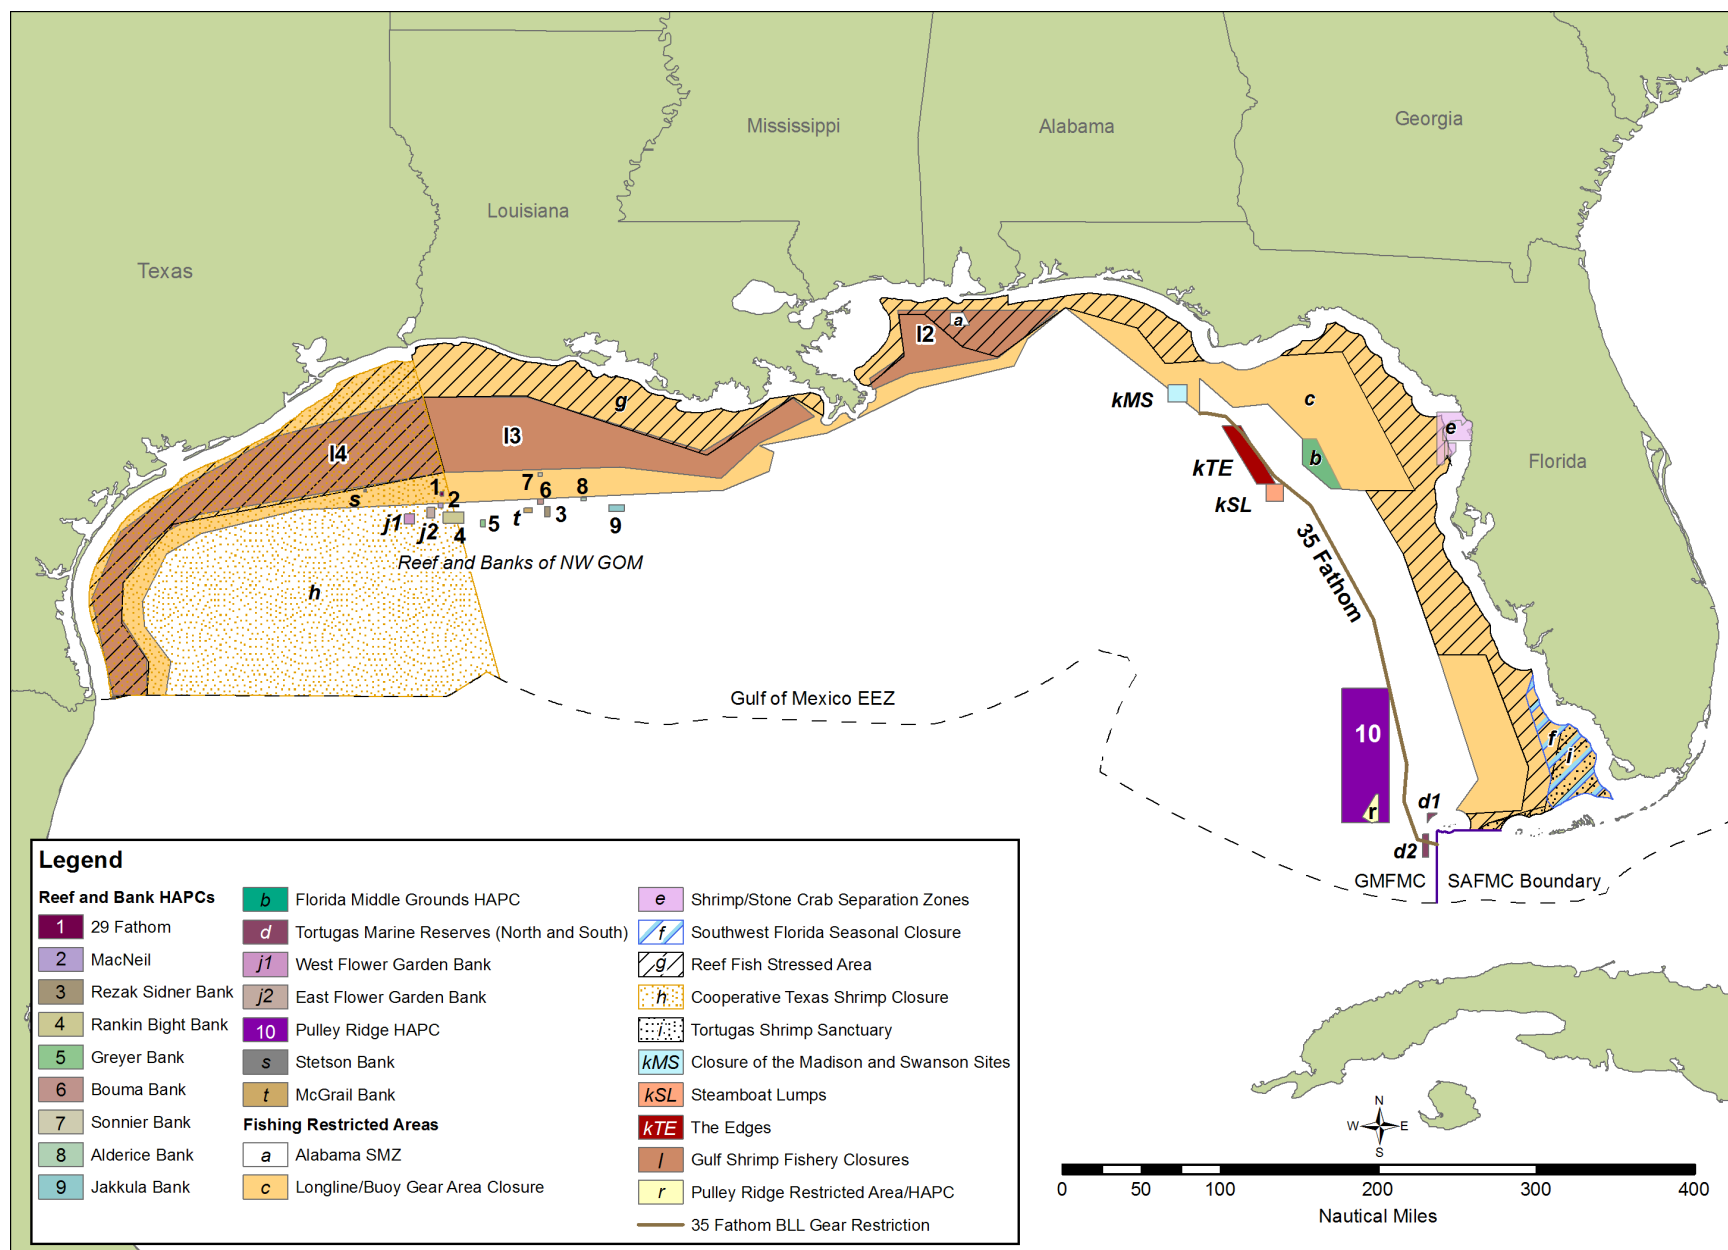 Georgia
Mississippi
Alabama
Louisiana
Texas
Florida
a
l2
kMS
c
g
e
l3
l4
b
kTE
kSL
s
1
2
7
6
8
j1
j2
4
5
t
3
9
Reef and Banks of NW GOM
35 Fathom
h
Gulf of Mexico EEZ
10
f
i
r
d1
d2
GMFMC
SAFMC Boundary
Legend
Reef and Bank HAPCs
1 29 Fathom
2 MacNeil
3 Rezak Sidner Bank
4 Rankin Bight Bank
5 Greyer Bank
6 Bouma Bank
7 Sonnier Bank
8 Alderice Bank
9 Jakkula Bank
b Florida Middle Grounds HAPC
d Tortugas Marine Reserves (North and South)
j1 West Flower Garden Bank
j2 East Flower Garden Bank
10 Pulley Ridge HAPC
s Stetson Bank
t McGrail Bank
Fishing Restricted Areas
a Alabama SMZ
c Longline/Buoy Gear Area Closure
e Shrimp/Stone Crab Separation Zones
f Southwest Florida Seasonal Closure
g Reef Fish Stressed Area
h Cooperative Texas Shrimp Closure
i Tortugas Shrimp Sanctuary
kMS Closure of the Madison and Swanson Sites
kSL Steamboat Lumps
kTE The Edges
l Gulf Shrimp Fishery Closures
r Pulley Ridge Restricted Area/HAPC
35 Fathom BLL Gear Restriction
N
W E
S
0 50 100 200 300 400
Nautical Miles